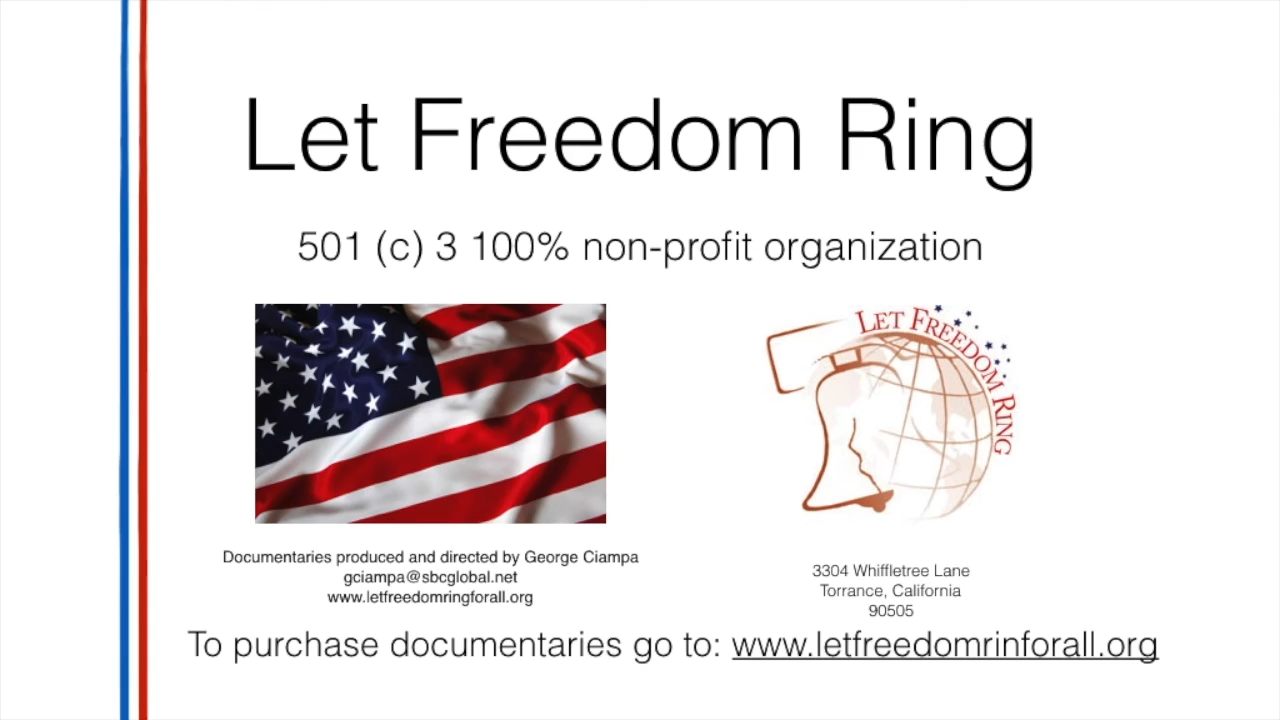 Let Freedom Ring
501 (c) 3 100% non-profit organization
LET FREEDOM RING
Documentaries produced and directed by George Ciampa
gciampa@sbcglobal.net
www.letfreedomringforall.org
3304 Whiffletree Lane
Torrance, California
90505
To purchase documentaries go to: www.letfreedomrinforall.org